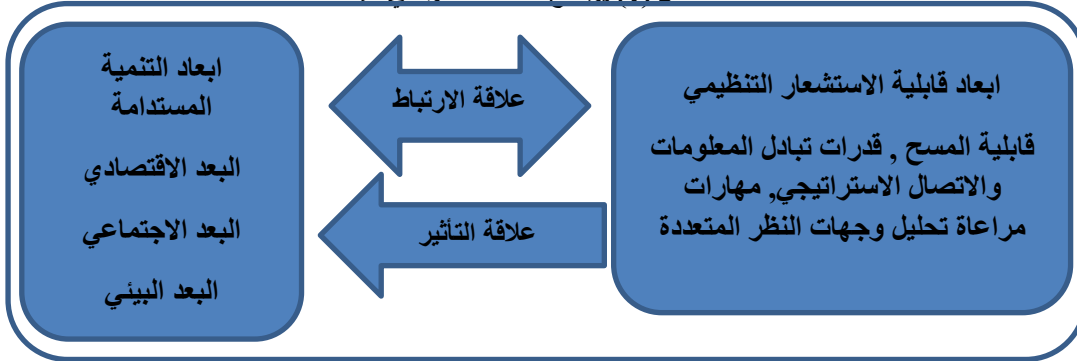 ابعاد قابلية الاستشعار التنظيمي
قابلية المسح , قدرات تبادل المعلومات
والاتصال الاستراتيجي, مهارات
مراعاة تحليل وجهات النظر المتعددة
علاقة الارتباط
علاقة التأثير
ابعاد التنمية
المستدامة
البعد الاقتصادي
البعد الاجتماعي
البعد البيئي